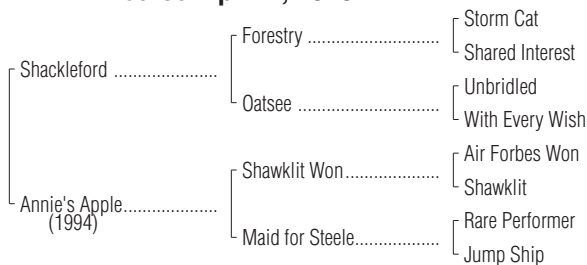 Storm Cat
Forestry
Shared Interest
Shackleford
Unbridled
Oatsee
With Every Wish
Air Forbes Won
Shawklit Won
Shawklit
Annie's Apple
(1994)
Rare Performer
Maid for Steele
Jump Ship